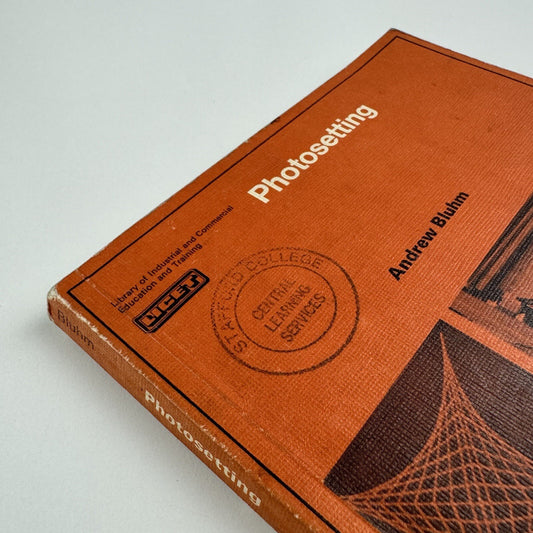 Library of Industrial and Commercial
Education and Training
LICET
Photosetting
Andrew Bluhm
STAFFORD COLLEGE
CENTRAL
LEARNING
SERVICES
Bluhm
Photosetting